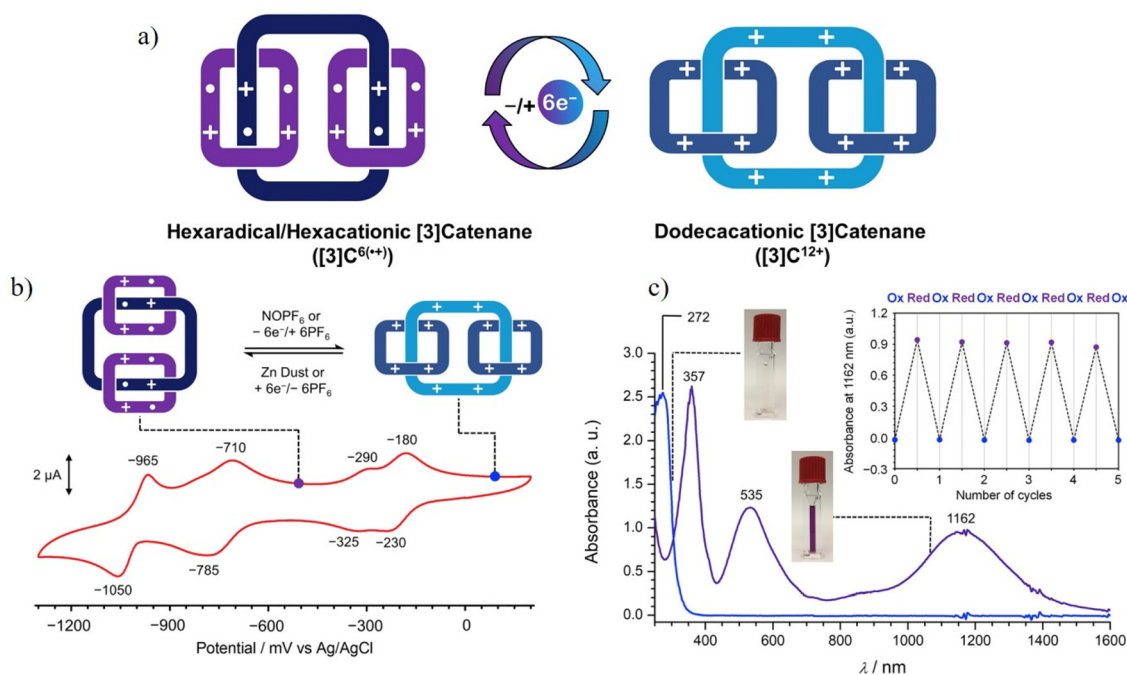 a)
−/+ 6e⁻
Hexaradical/Hexacationic [3]Catenane
([3]C⁶⁽•⁺⁾)
Dodecacationic [3]Catenane
([3]C¹²⁺)
b)
NOPF₆ or
− 6e⁻/+ 6PF₆
Zn Dust or
+ 6e⁻/− 6PF₆
2 µA
−965
−710
−290
−180
−325
−230
−785
−1050
−1200
−900
−600
−300
0
Potential / mV vs Ag/AgCl
c)
Ox Red Ox Red Ox Red Ox Red Ox Red Ox
272
357
535
1162
3.0
2.5
2.0
1.5
1.0
0.5
0.0
Absorbance (a. u.)
400
600
800
1000
1200
1400
1600
λ / nm
1.2
0.9
0.6
0.3
0.0
−0.3
Absorbance at 1162 nm (a.u.)
0
1
2
3
4
5
Number of cycles